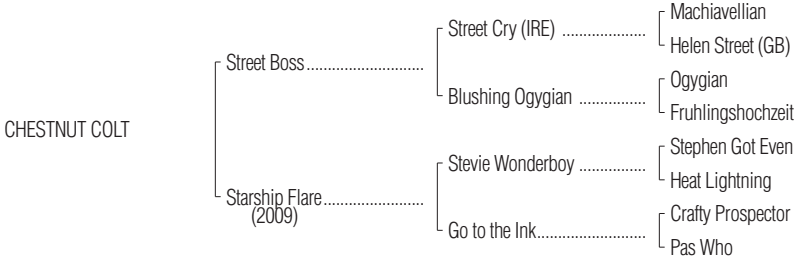 Machiavellian
Street Cry (IRE) ....................
Helen Street (GB)
Street Boss...........................
Ogygian
Blushing Ogygian ................
Fruhlingshochzeit
CHESTNUT COLT
Stephen Got Even
Stevie Wonderboy ................
Heat Lightning
Starship Flare.......................
(2009)
Crafty Prospector
Go to the Ink..........................
Pas Who